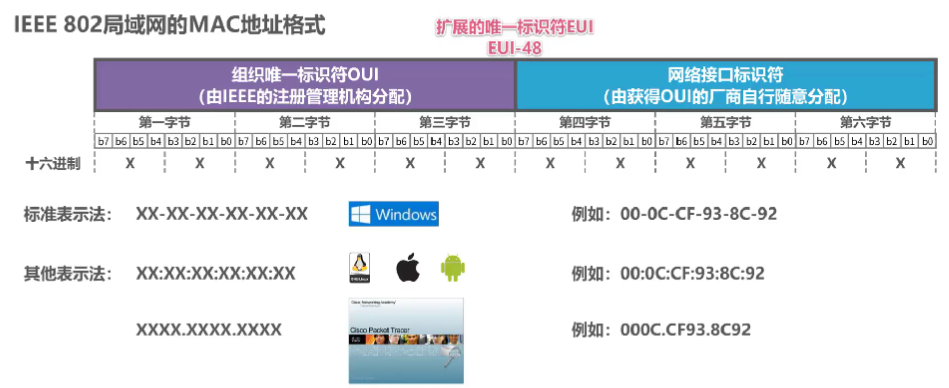 IEEE 802局域网的MAC地址格式
扩展的唯一标识符EUI
EUI-48
组织唯一标识符OUI
（由IEEE的注册管理机构分配）
网络接口标识符
（由获得OUI的厂商自行随意分配）
第一字节 第二字节 第三字节 第四字节 第五字节 第六字节
b7 b6 b5 b4 b3 b2 b1 b0 b7 b6 b5 b4 b3 b2 b1 b0 b7 b6 b5 b4 b3 b2 b1 b0 b7 b6 b5 b4 b3 b2 b1 b0 b7 b6 b5 b4 b3 b2 b1 b0 b7 b6 b5 b4 b3 b2 b1 b0
十六进制 X X X X X X X X X X X X
标准表示法： XX-XX-XX-XX-XX-XX Windows 例如：00-0C-CF-93-8C-92
其他表示法： XX:XX:XX:XX:XX:XX 例如：00:0C:CF:93:8C:92
Cisco Networking Academy
Cisco Packet Tracer
XXXX.XXXX.XXXX 例如：000C.CF93.8C92